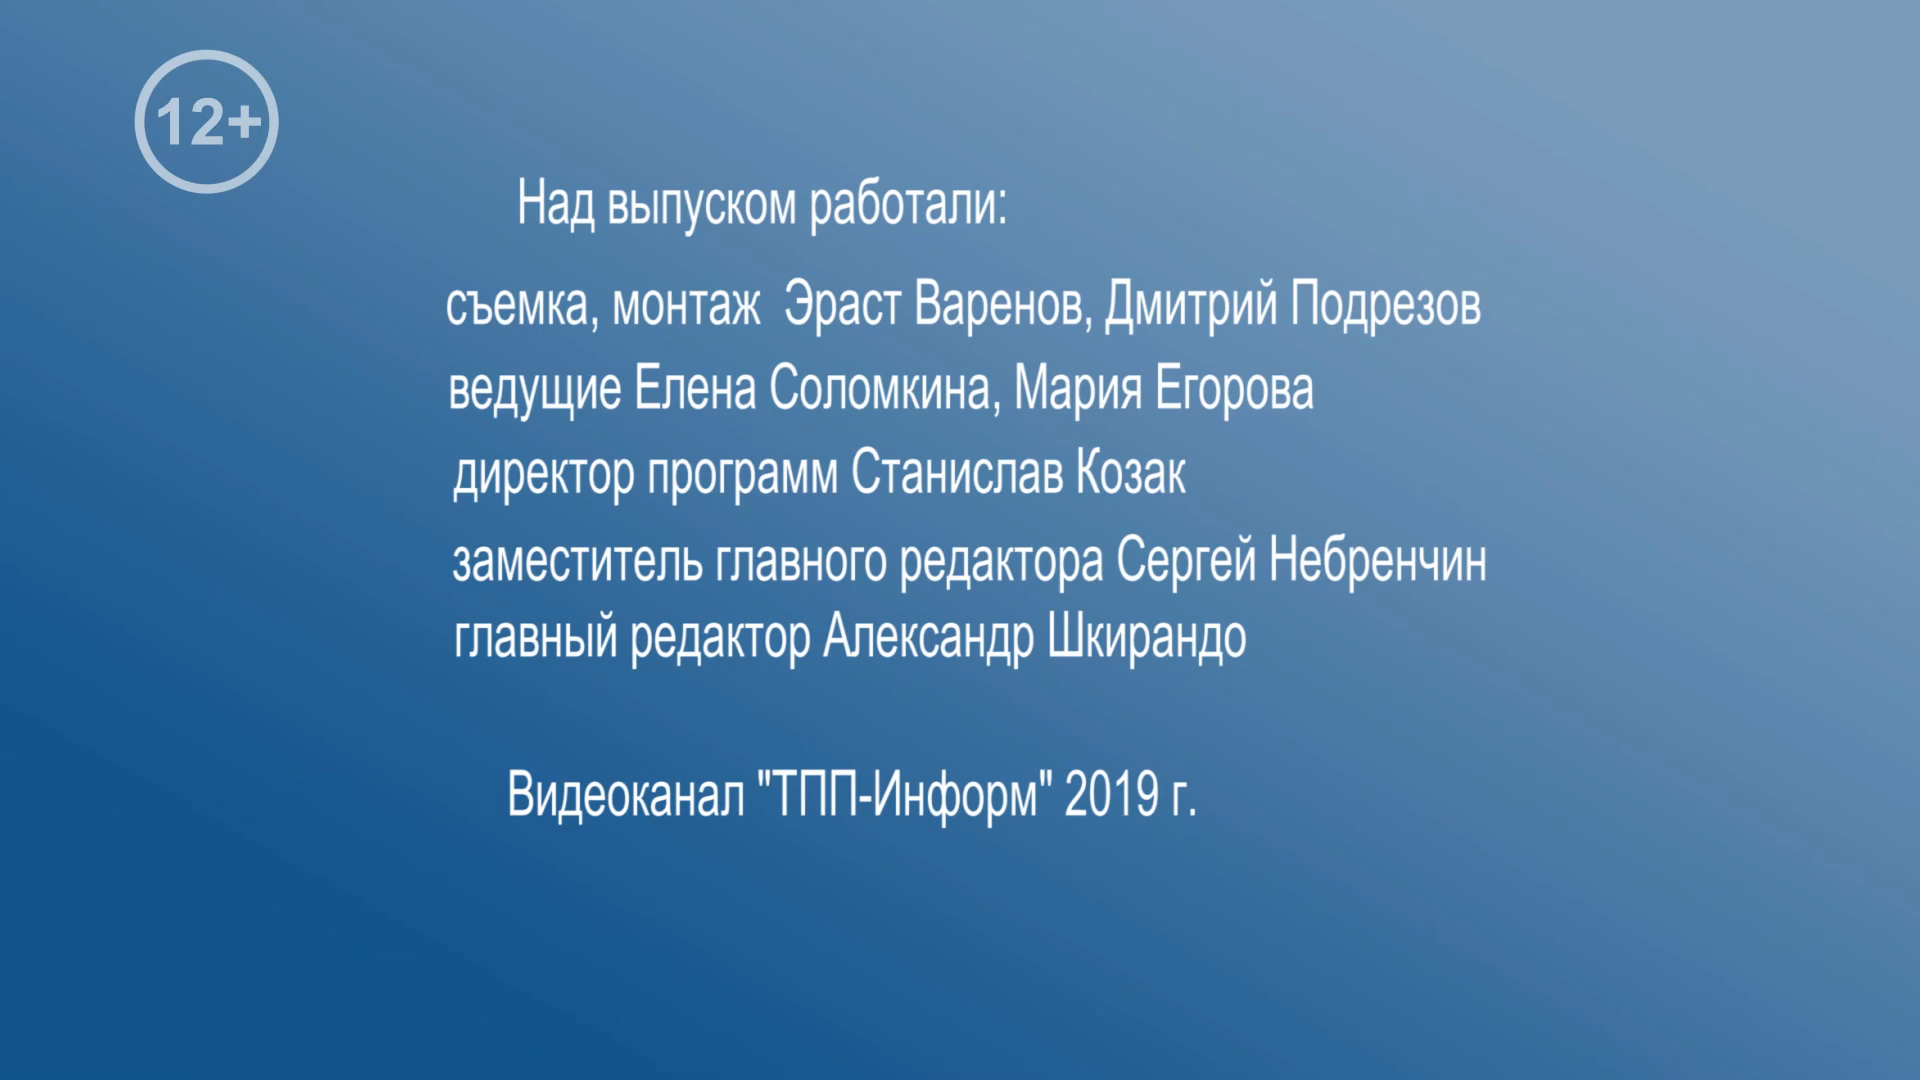 12+
Над выпуском работали:
съемка, монтаж  Эраст Варенов, Дмитрий Подрезов
ведущие Елена Соломкина, Мария Егорова
директор программ Станислав Козак
заместитель главного редактора Сергей Небренчин
главный редактор Александр Шкирандо
Видеоканал "ТПП-Информ" 2019 г.